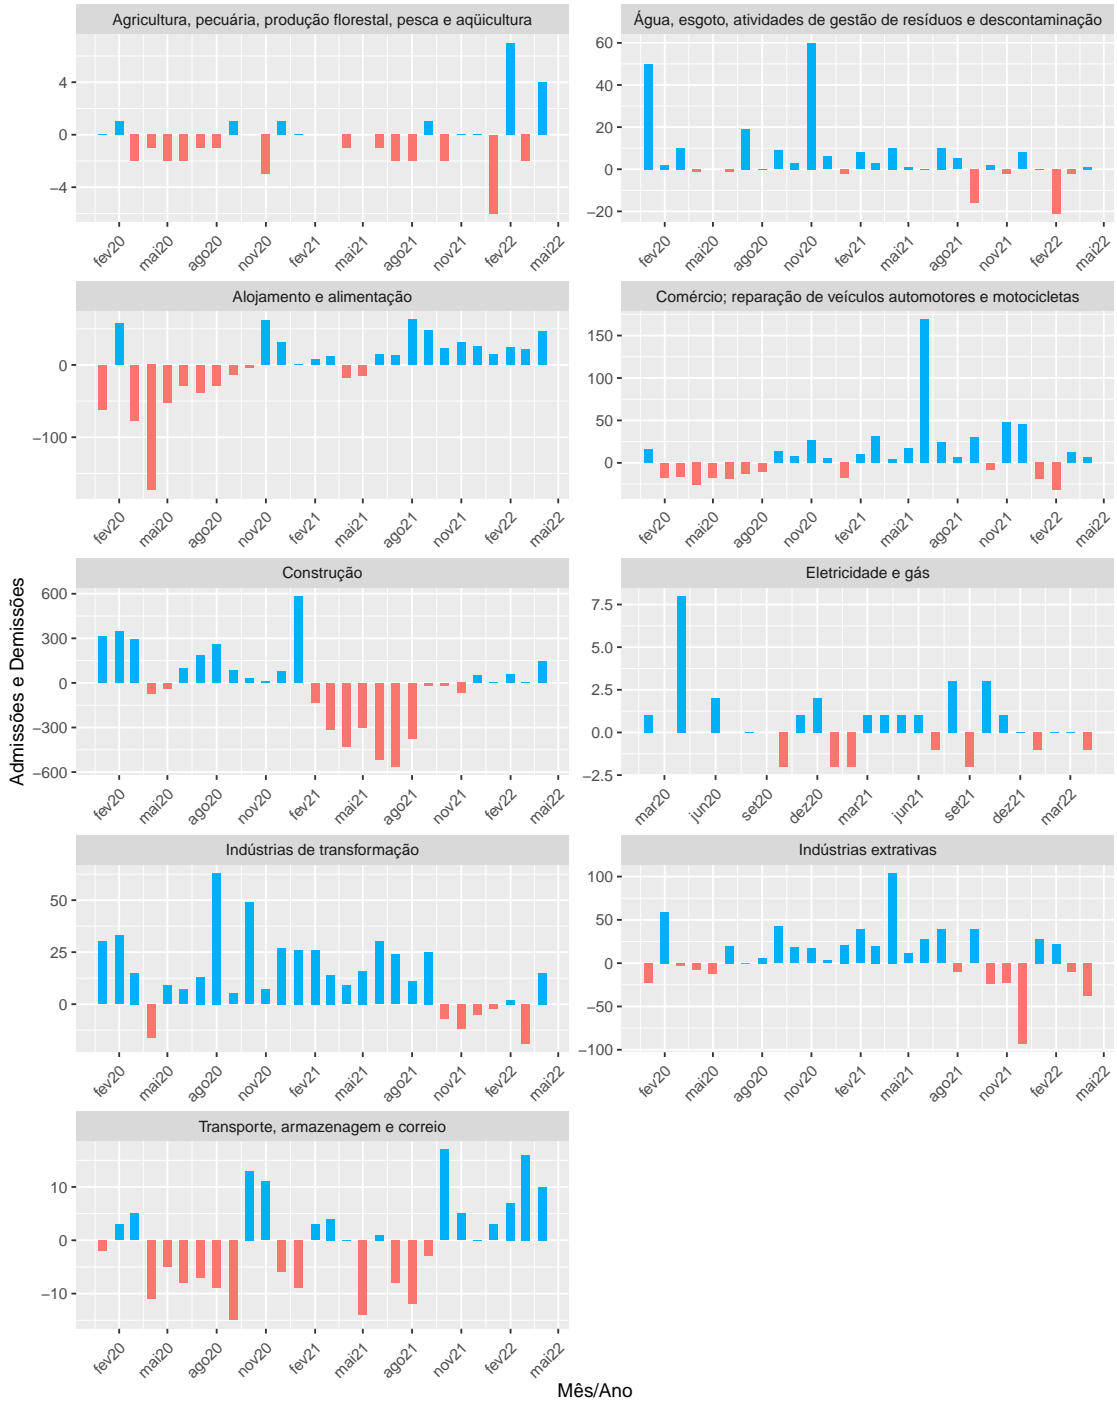 Agricultura, pecuária, produção florestal, pesca e aqüicultura
4
0
−4
fev20 mai20 ago20 nov20 fev21 mai21 ago21 nov21 fev22 mai22
Água, esgoto, atividades de gestão de resíduos e descontaminação
60
40
20
0
−20
fev20 mai20 ago20 nov20 fev21 mai21 ago21 nov21 fev22 mai22
Alojamento e alimentação
0
−100
fev20 mai20 ago20 nov20 fev21 mai21 ago21 nov21 fev22 mai22
Comércio; reparação de veículos automotores e motocicletas
150
100
50
0
fev20 mai20 ago20 nov20 fev21 mai21 ago21 nov21 fev22 mai22
Admissões e Demissões
Construção
600
300
0
−300
−600
fev20 mai20 ago20 nov20 fev21 mai21 ago21 nov21 fev22 mai22
Eletricidade e gás
7.5
5.0
2.5
0.0
−2.5
mar20 jun20 set20 dez20 mar21 jun21 set21 dez21 mar22
Indústrias de transformação
50
25
0
fev20 mai20 ago20 nov20 fev21 mai21 ago21 nov21 fev22 mai22
Indústrias extrativas
100
50
0
−50
−100
fev20 mai20 ago20 nov20 fev21 mai21 ago21 nov21 fev22 mai22
Transporte, armazenagem e correio
10
0
−10
fev20 mai20 ago20 nov20 fev21 mai21 ago21 nov21 fev22 mai22
Mês/Ano